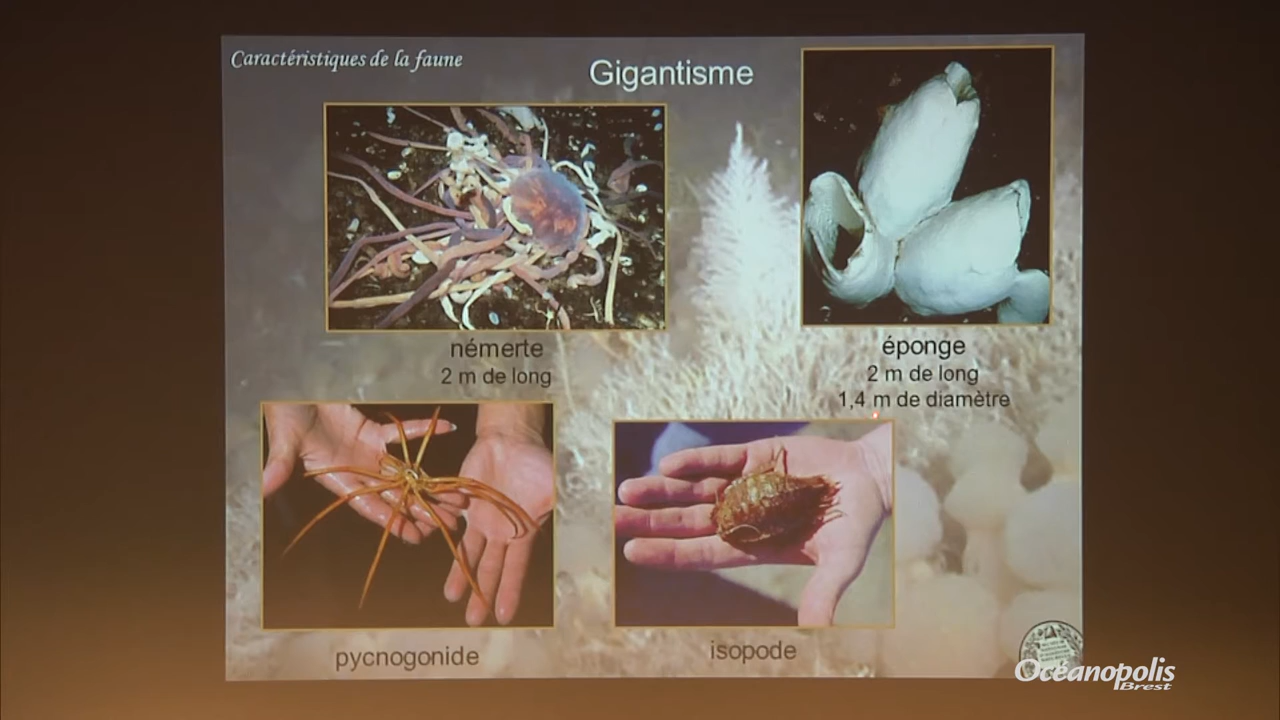 Caractéristiques de la faune
Gigantisme
némerte
2 m de long
éponge
2 m de long
1,4 m de diamètre
pycnogonide
isopode
Océanopolis
Brest